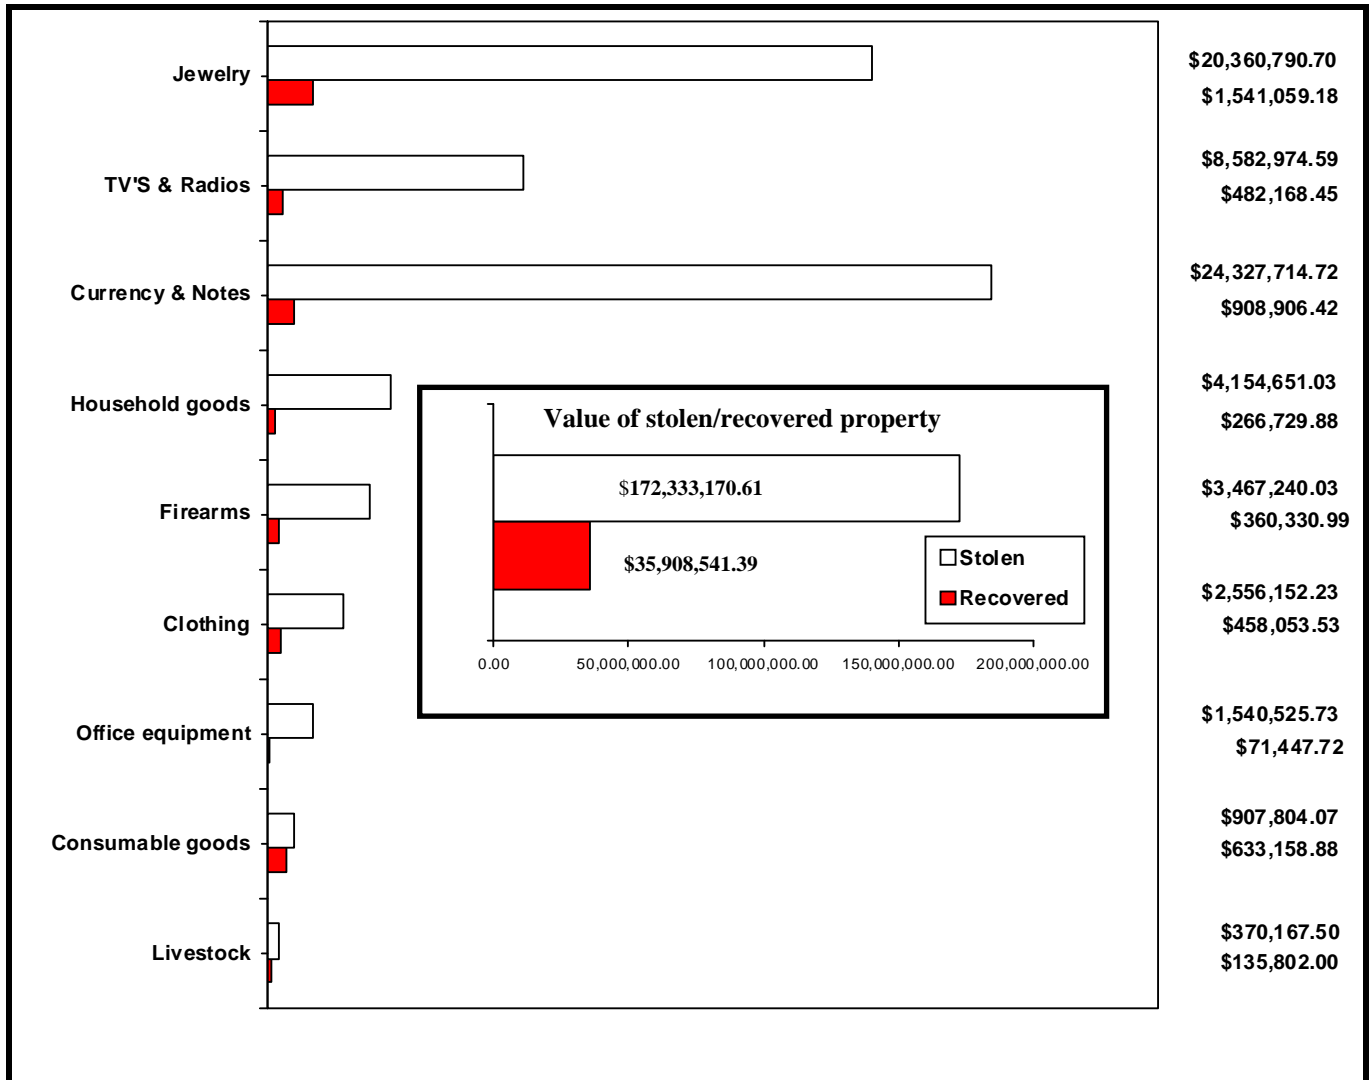 Jewelry
$20,360,790.70
$1,541,059.18
TV'S & Radios
$8,582,974.59
$482,168.45
Currency & Notes
$24,327,714.72
$908,906.42
Household goods
$4,154,651.03
$266,729.88
Firearms
$3,467,240.03
$360,330.99
Clothing
$2,556,152.23
$458,053.53
Office equipment
$1,540,525.73
$71,447.72
Consumable goods
$907,804.07
$633,158.88
Livestock
$370,167.50
$135,802.00
Value of stolen/recovered property
$172,333,170.61
$35,908,541.39
Stolen
Recovered
0.00 50,000,000.00 100,000,000.00 150,000,000.00 200,000,000.00